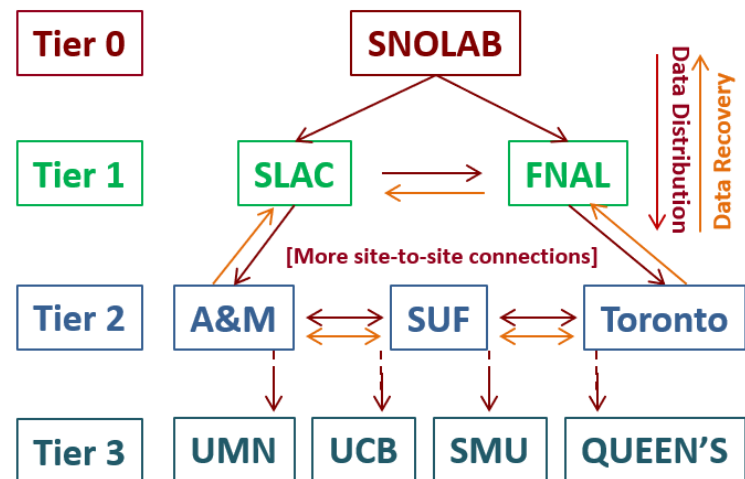 Tier 0
SNOLAB
Data Distribution
Data Recovery
Tier 1
SLAC
FNAL
[More site-to-site connections]
Tier 2
A&M
SUF
Toronto
Tier 3
UMN
UCB
SMU
QUEEN’S